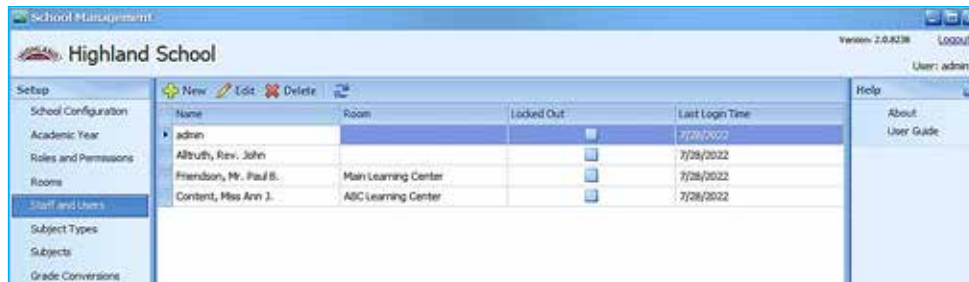 School Management
Highland School
Version: 2.0.8238 Logout
User: admin
Setup
School Configuration
Academic Year
Roles and Permissions
Rooms
Staff and Users
Subject Types
Subjects
Grade Conversions
New Edit Delete
Name Room Locked Out Last Login Time
admin 7/28/2022
Alltruth, Rev. John 7/28/2022
Friendson, Mr. Paul B. Main Learning Center 7/28/2022
Content, Miss Ann J. ABC Learning Center 7/28/2022
Help
About
User Guide